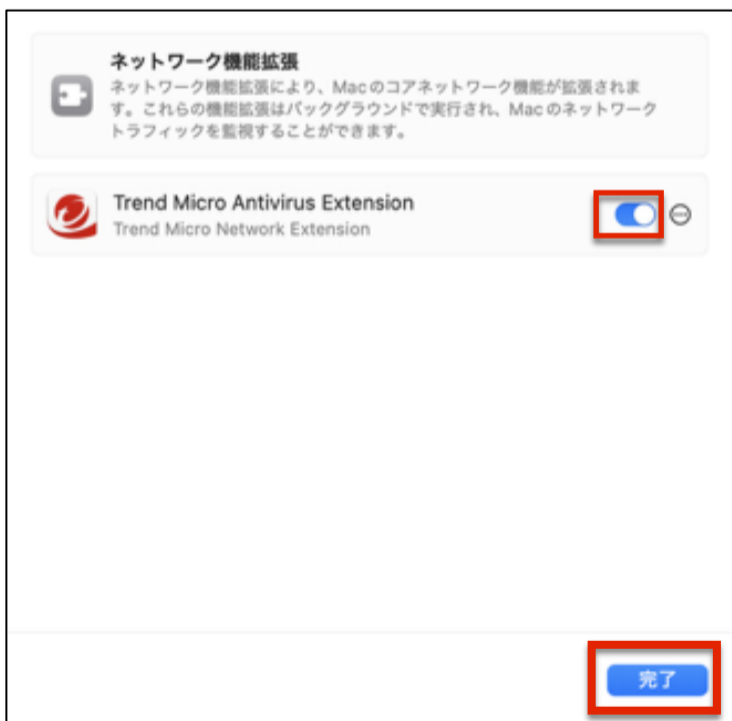 ネットワーク機能拡張
ネットワーク機能拡張により、Macのコアネットワーク機能が拡張されま
す。これらの機能拡張はバックグラウンドで実行され、Macのネットワーク
トラフィックを監視することができます。
Trend Micro Antivirus Extension
Trend Micro Network Extension
完了